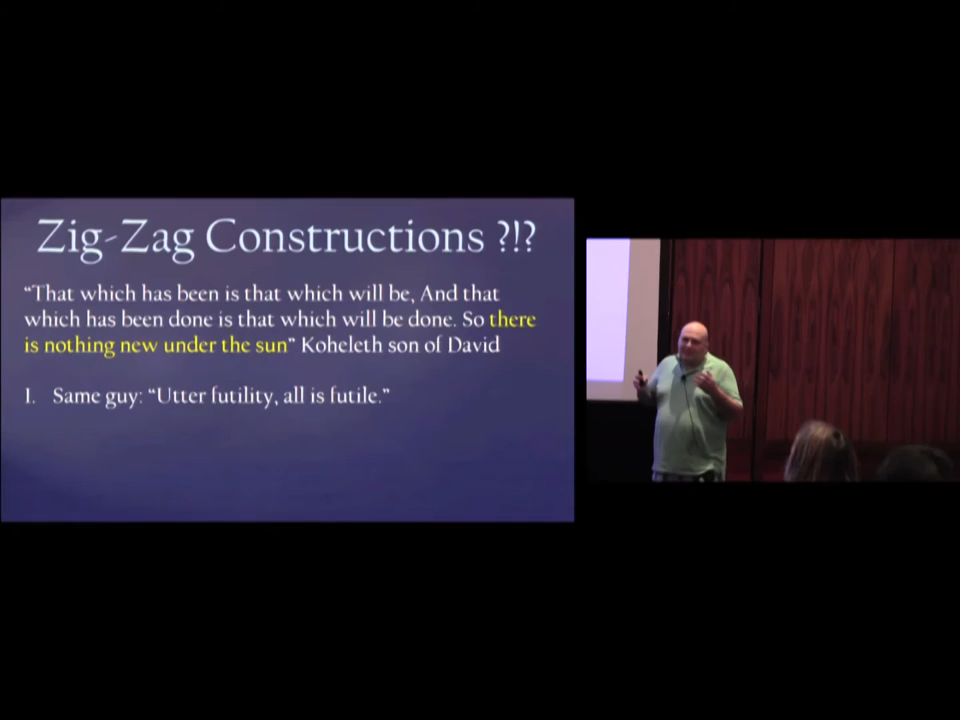 Zig-Zag Constructions ?!?
“That which has been is that which will be, And that
which has been done is that which will be done. So there
is nothing new under the sun” Koheleth son of David
1. Same guy: “Utter futility, all is futile.”